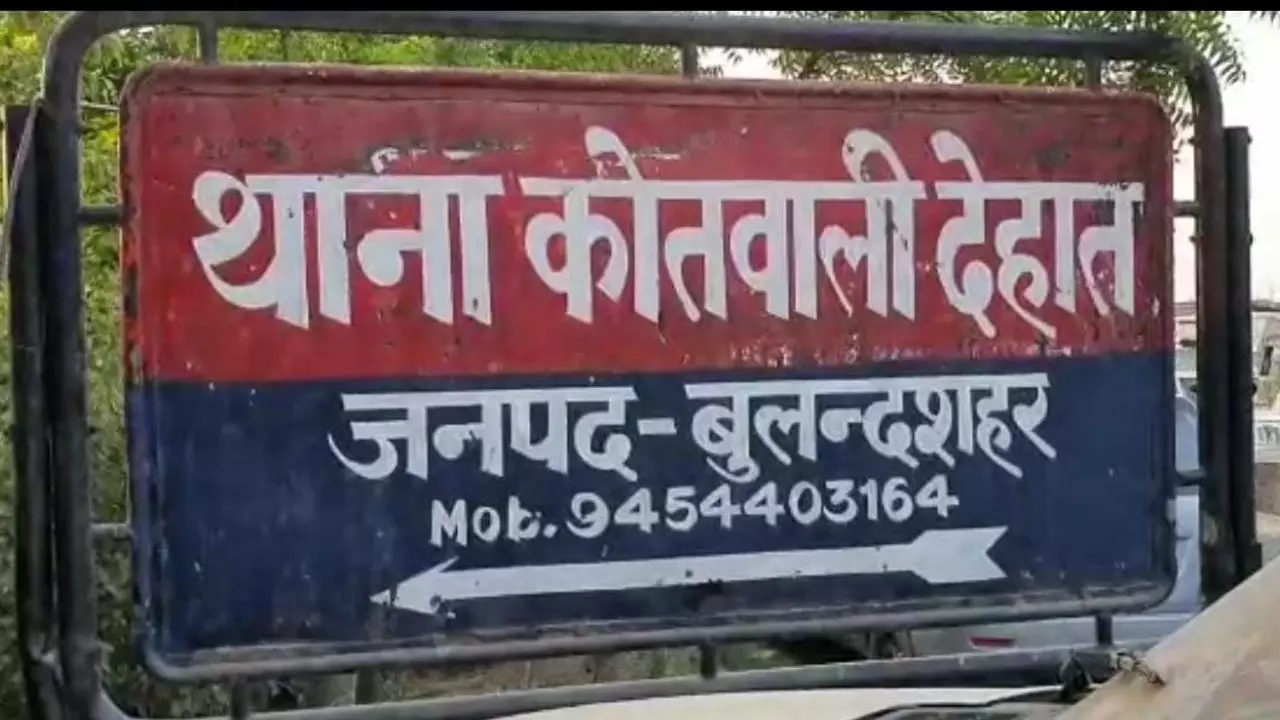 थाना कोतवाली देहात
जनपद-बुलन्दशहर
Mob. 9454403164